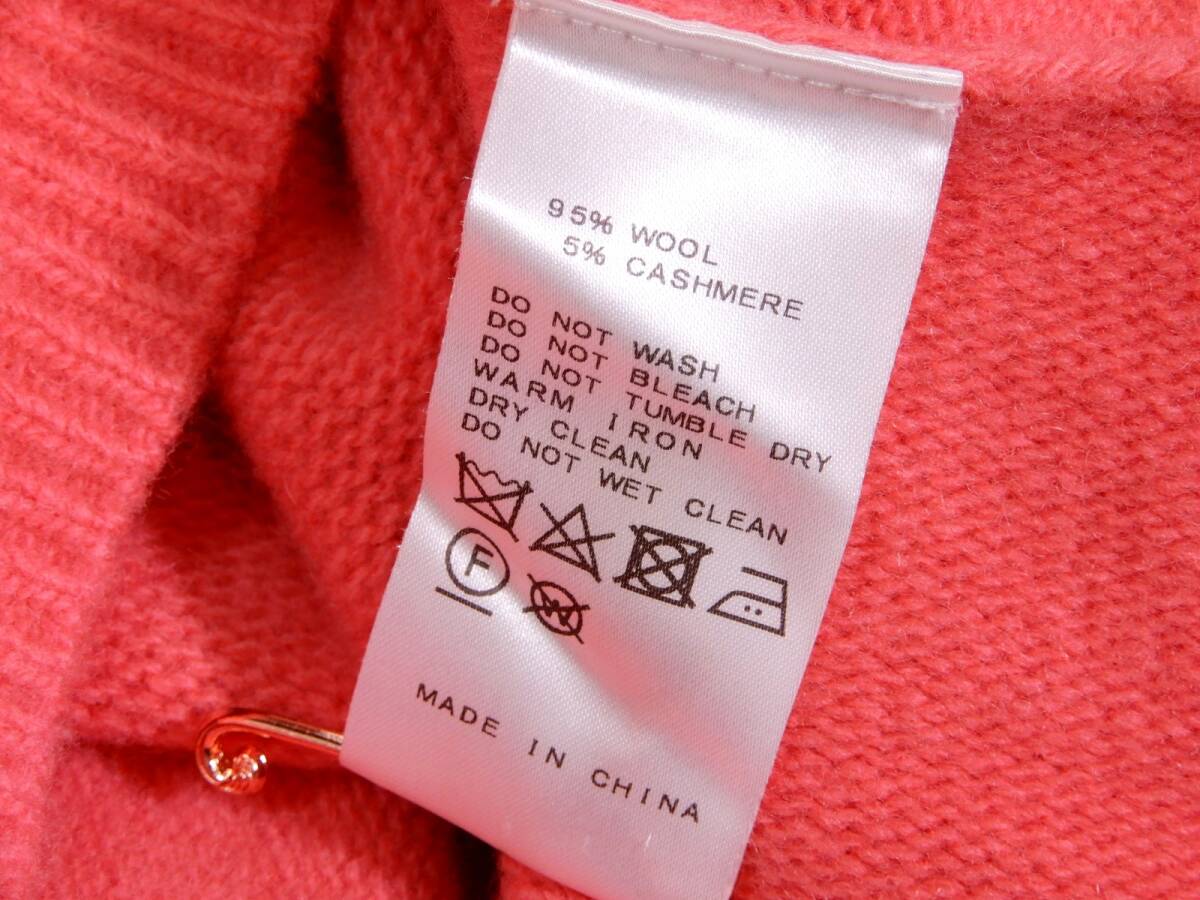 95% WOOL
5% CASHMERE
DO NOT WASH
DO NOT BLEACH
DO NOT TUMBLE DRY
WARM IRON
DRY CLEAN
DO NOT WET CLEAN
F W
MADE IN CHINA